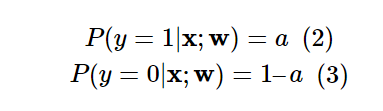 P(y = 1|x; w) = a (2)
P(y = 0|x; w) = 1–a (3)